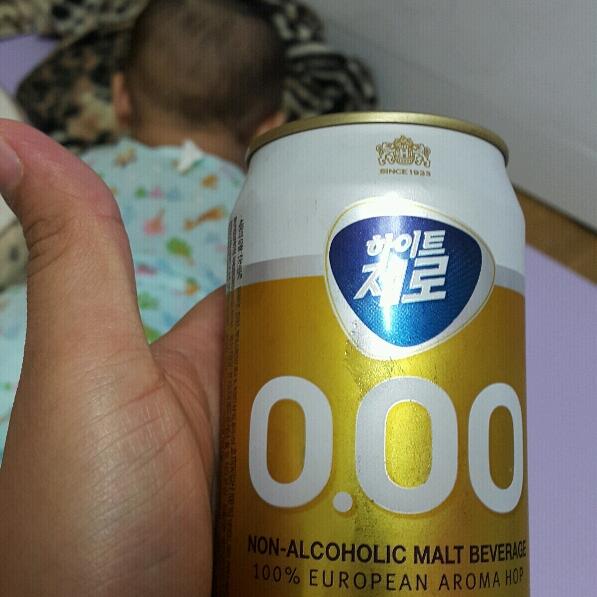 SINCE 1933
하이트
제로
0.00
NON-ALCOHOLIC MALT BEVERAGE
100% EUROPEAN AROMA HOP